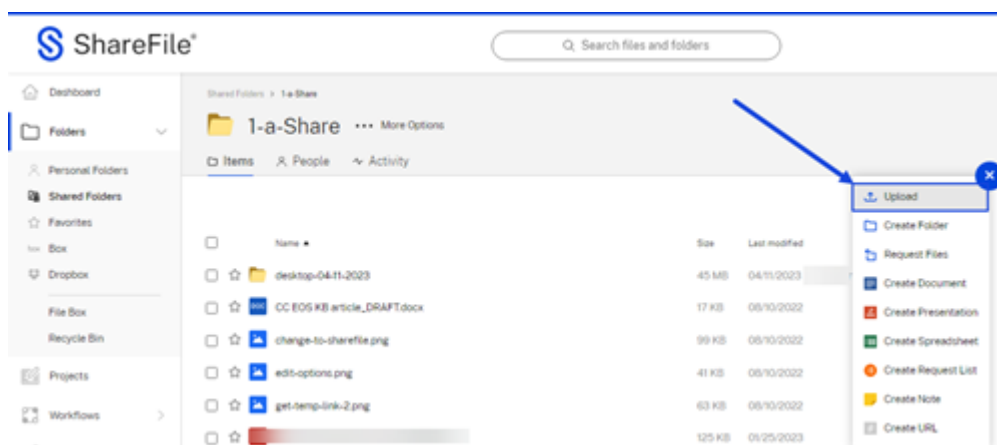 ShareFile®
Search files and folders
Dashboard
Folders
Personal Folders
Shared Folders
Favorites
box Box
Dropbox
File Box
Recycle Bin
Projects
Workflows
Shared Folders > 1-a-Share
1-a-Share ••• More Options
Items People Activity
Name Size Last modified
desktop-04-11-2023 45 MB 04/11/2023
DOC CC EOS KB article_DRAFT.docx 17 KB 08/10/2022
change-to-sharefile.png 99 KB 08/10/2022
edit-options.png 41 KB 08/10/2022
get-temp-link-2.png 63 KB 08/10/2022
125 KB 01/25/2023
Upload
Create Folder
Request Files
Create Document
Create Presentation
Create Spreadsheet
Create Request List
Create Note
Create URL